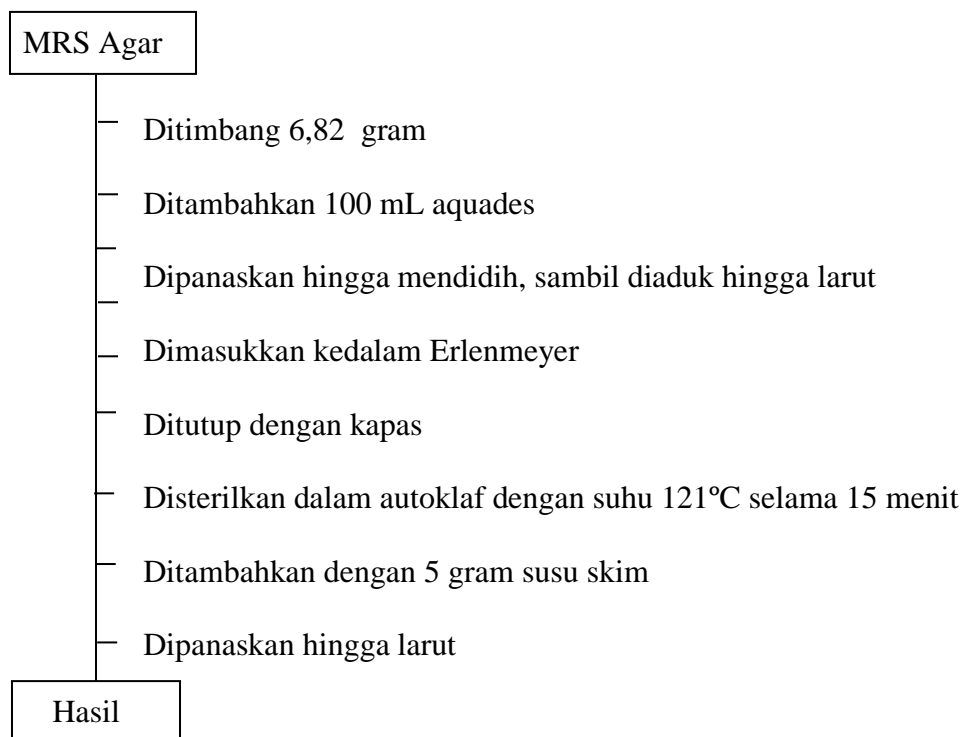 MRS Agar
Ditimbang 6,82 gram
Ditambahkan 100 mL aquades
Dipanaskan hingga mendidih, sambil diaduk hingga larut
Dimasukkan kedalam Erlenmeyer
Ditutup dengan kapas
Disterilkan dalam autoklaf dengan suhu 121ºC selama 15 menit
Ditambahkan dengan 5 gram susu skim
Dipanaskan hingga larut
Hasil